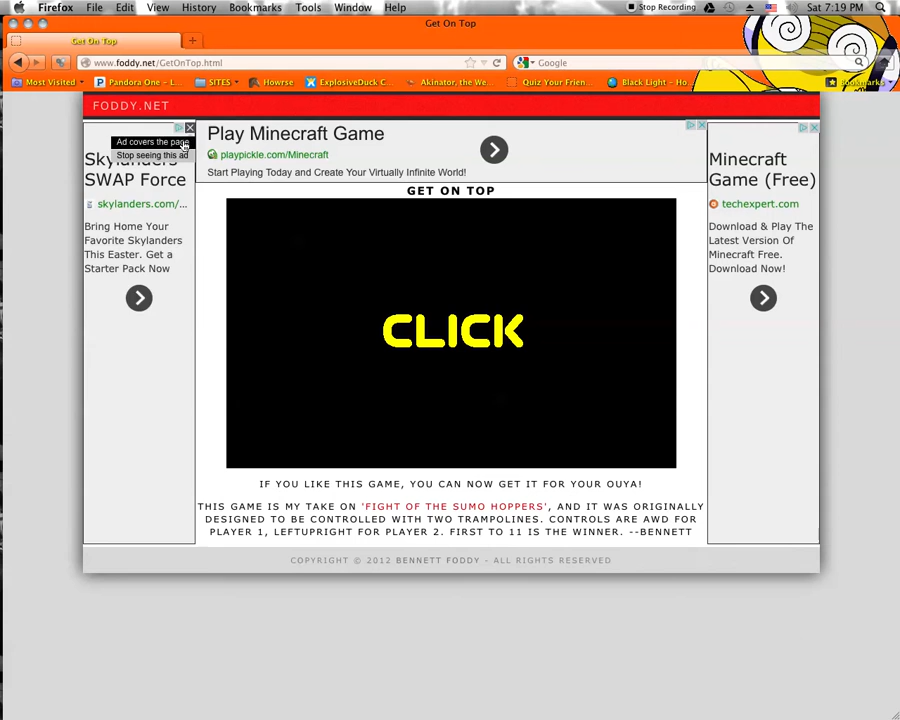 Firefox File Edit View History Bookmarks Tools Window Help Stop Recording Sat 7:19 PM
Get On Top
Get On Top
www.foddy.net/GetOnTop.html Google
Most Visited Pandora One – L... SITES Howrse ExplosiveDuck C Akinator, the We... Quiz Your Frien. Black Light – Ho Bookmarks
FODDY.NET
Ad covers the page
Stop seeing this ad
Skylanders
SWAP Force
skylanders.com/...
Bring Home Your
Favorite Skylanders
This Easter. Get a
Starter Pack Now
Play Minecraft Game
playpickle.com/Minecraft
Start Playing Today and Create Your Virtually Infinite World!
Minecraft
Game (Free)
techexpert.com
Download & Play The
Latest Version Of
Minecraft Free.
Download Now!
GET ON TOP
CLICK
IF YOU LIKE THIS GAME, YOU CAN NOW GET IT FOR YOUR OUYA!
THIS GAME IS MY TAKE ON 'FIGHT OF THE SUMO HOPPERS', AND IT WAS ORIGINALLY
DESIGNED TO BE CONTROLLED WITH TWO TRAMPOLINES. CONTROLS ARE AWD FOR
PLAYER 1, LEFTUPRIGHT FOR PLAYER 2. FIRST TO 11 IS THE WINNER. --BENNETT
COPYRIGHT © 2012 BENNETT FODDY - ALL RIGHTS RESERVED